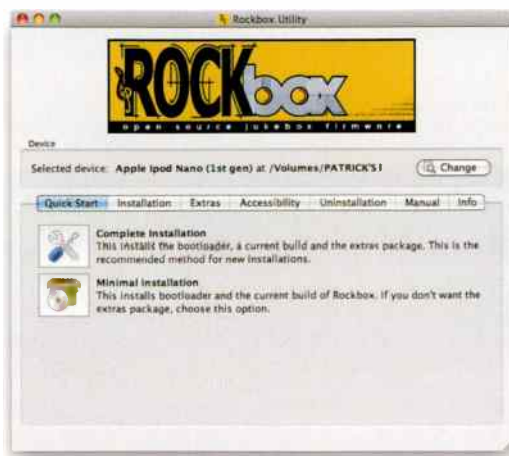 Rockbox Utility
ROCKbox
open source jukebox firmware
Device
Selected device: Apple Ipod Nano (1st gen) at /Volumes/PATRICK'S I
Change
Quick Start Installation Extras Accessibility Uninstallation Manual Info
Complete Installation
This installs the bootloader, a current build and the extras package. This is the
recommended method for new installations.
Minimal installation
This installs bootloader and the current build of Rockbox. If you don't want the
extras package, choose this option.